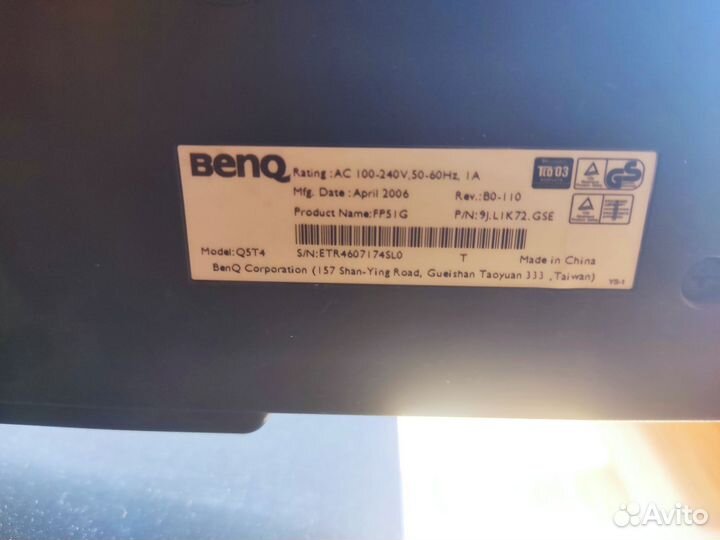 BenQ
Rating :AC 100-240V,50-60Hz, 1A
Mfg. Date :April 2006 Rev.:B0-110
Product Name:FP51G P/N:9J.L1K72.GSE
TCO 03
GS
T
Model:Q5T4 S/N:ETR4607174SL0 T Made in China
BenQ Corporation (157 Shan-Ying Road, Gueishan Taoyuan 333 ,Taiwan)
Avito